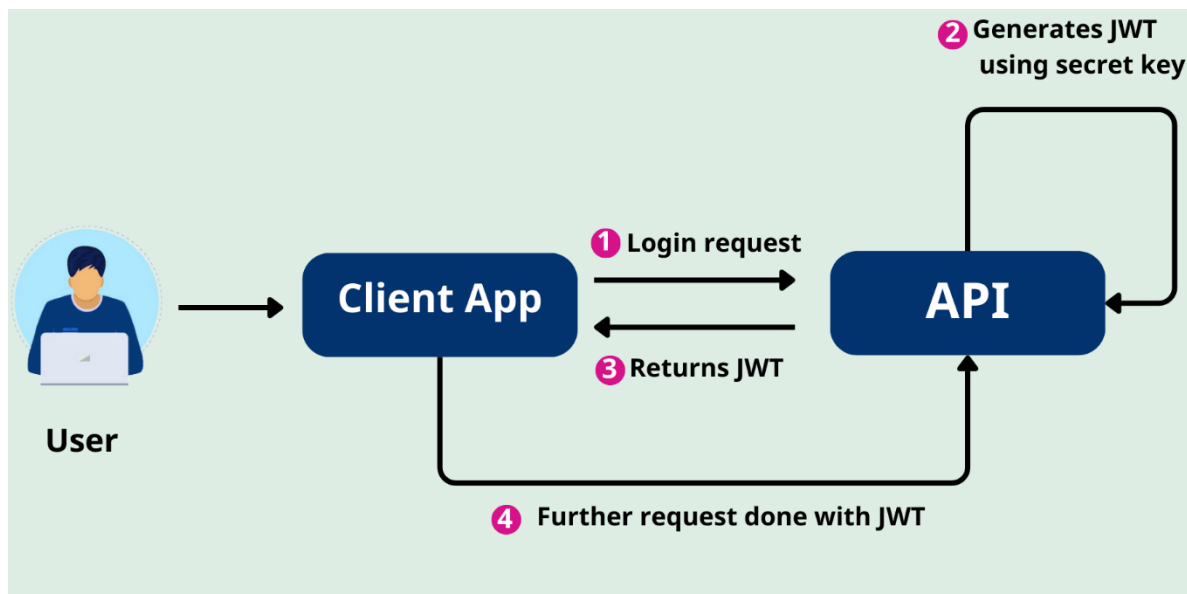 2 Generates JWT
using secret key
1 Login request
Client App
API
3 Returns JWT
User
4 Further request done with JWT